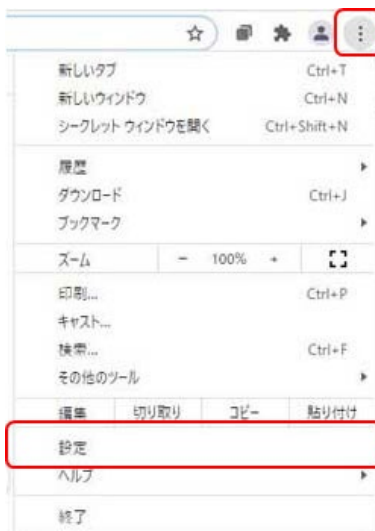 新しいタブ Ctrl+T
新しいウィンドウ Ctrl+N
シークレット ウィンドウを開く Ctrl+Shift+N
履歴
ダウンロード Ctrl+J
ブックマーク
ズーム - 100% +
印刷... Ctrl+P
キャスト...
検索... Ctrl+F
その他のツール
編集 切り取り コピー 貼り付け
設定
ヘルプ
終了